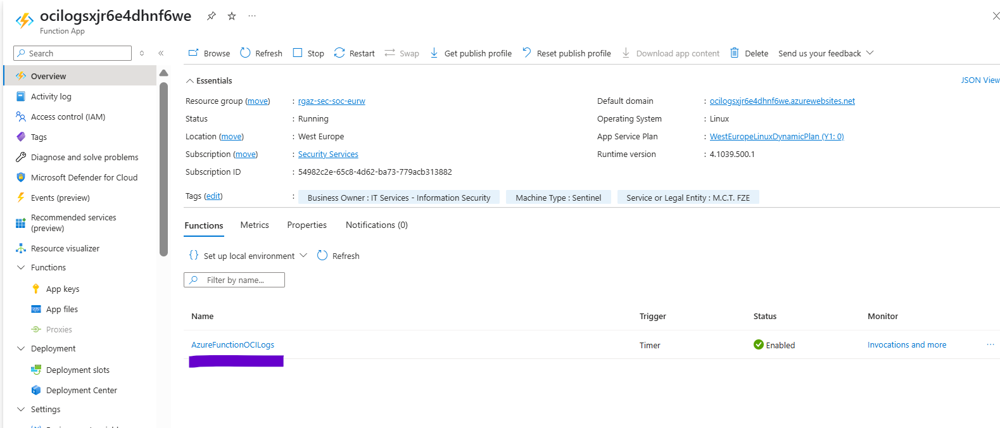 ocilogsxjr6e4dhnf6we
Function App
Search
Overview
Activity log
Access control (IAM)
Tags
Diagnose and solve problems
Microsoft Defender for Cloud
Events (preview)
Recommended services
(preview)
Resource visualizer
Functions
App keys
App files
Proxies
Deployment
Deployment slots
Deployment Center
Settings
Browse Refresh Stop Restart Swap Get publish profile Reset publish profile Download app content Delete Send us your feedback
Essentials
JSON View
Resource group (move) : rgaz-sec-soc-eurw
Status : Running
Location (move) : West Europe
Subscription (move) : Security Services
Subscription ID : 54982c2e-65c8-4d62-ba73-779acb313882
Default domain : ocilogsxjr6e4dhnf6we.azurewebsites.net
Operating System : Linux
App Service Plan : WestEuropeLinuxDynamicPlan (Y1: 0)
Runtime version : 4.1039.500.1
Tags (edit) : Business Owner : IT Services - Information Security Machine Type : Sentinel Service or Legal Entity : M.C.T. FZE
Functions Metrics Properties Notifications (0)
Set up local environment Refresh
Filter by name...
Name Trigger Status Monitor
AzureFunctionOCILogs Timer Enabled Invocations and more